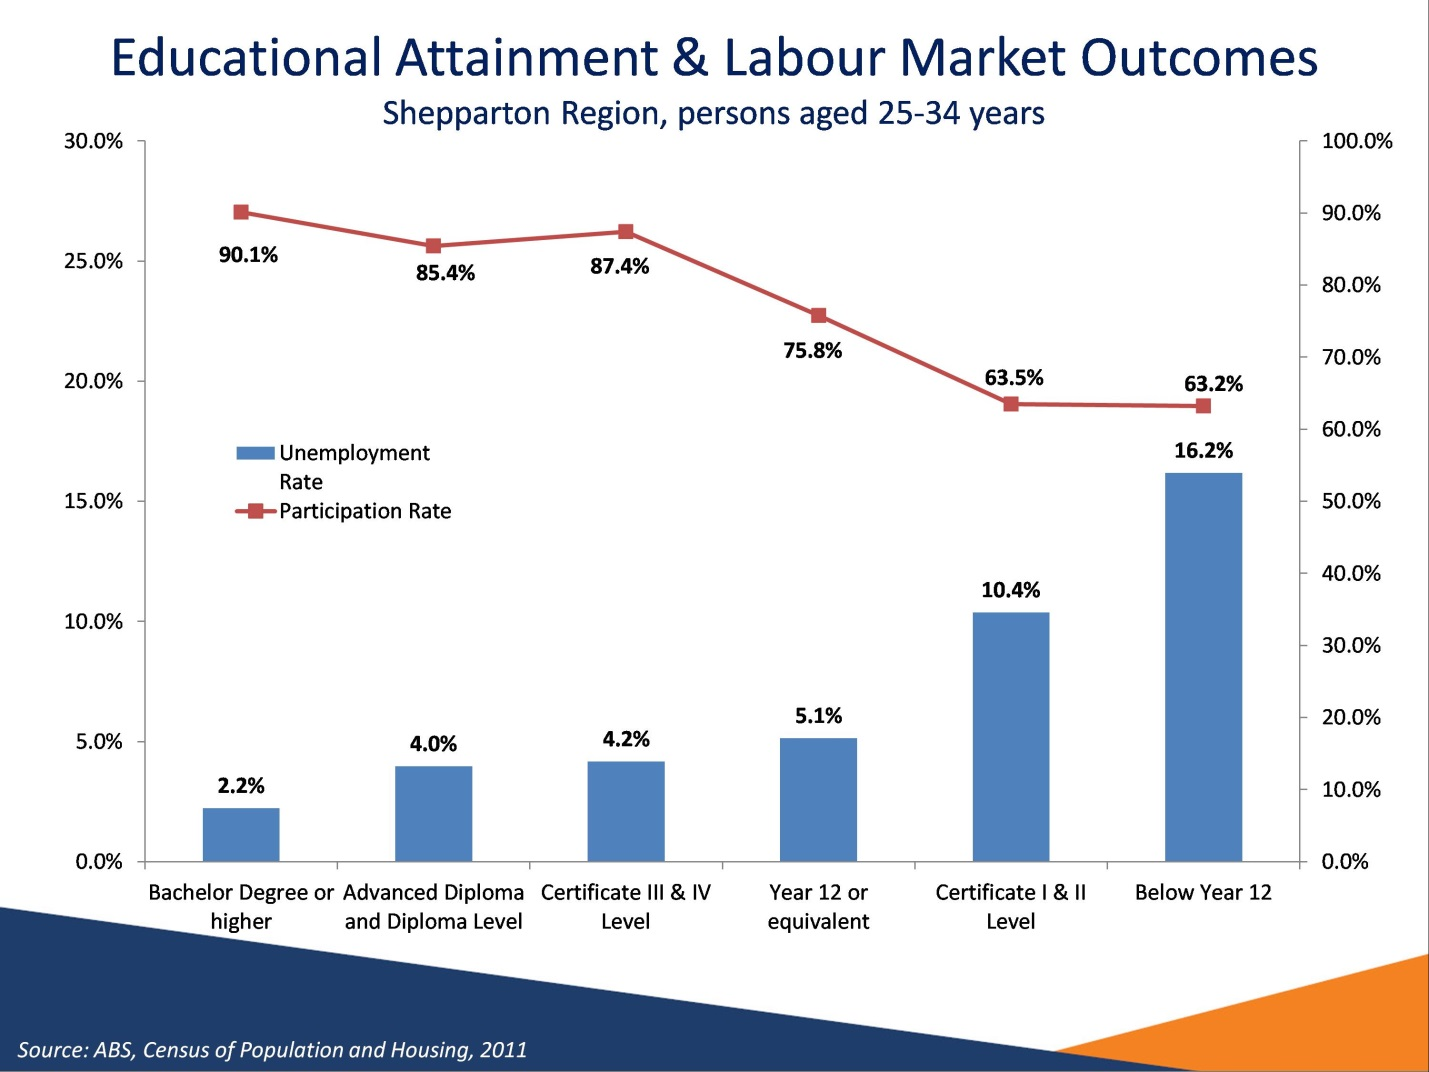 Educational Attainment & Labour Market Outcomes
Shepparton Region, persons aged 25-34 years
30.0%
25.0%
20.0%
15.0%
10.0%
5.0%
0.0%
100.0%
90.0%
80.0%
70.0%
60.0%
50.0%
40.0%
30.0%
20.0%
10.0%
0.0%
90.1%
85.4%
87.4%
75.8%
63.5%
63.2%
Unemployment
Rate
Participation Rate
2.2%
4.0%
4.2%
5.1%
10.4%
16.2%
Bachelor Degree or
higher
Advanced Diploma
and Diploma Level
Certificate III & IV
Level
Year 12 or
equivalent
Certificate I & II
Level
Below Year 12
Source: ABS, Census of Population and Housing, 2011